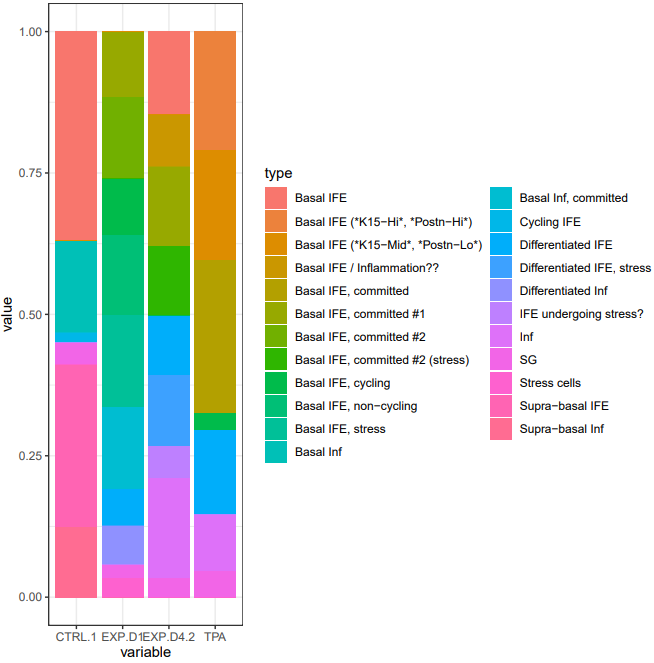 1.00
0.75
0.50
0.25
0.00
value
CTRL.1 EXP.D1 EXP.D4.2 TPA
variable
type
Basal IFE
Basal IFE (*K15−Hi*, *Postn−Hi*)
Basal IFE (*K15−Mid*, *Postn−Lo*)
Basal IFE / Inflammation??
Basal IFE, committed
Basal IFE, committed #1
Basal IFE, committed #2
Basal IFE, committed #2 (stress)
Basal IFE, cycling
Basal IFE, non−cycling
Basal IFE, stress
Basal Inf
Basal Inf, committed
Cycling IFE
Differentiated IFE
Differentiated IFE, stress
Differentiated Inf
IFE undergoing stress?
Inf
SG
Stress cells
Supra−basal IFE
Supra−basal Inf